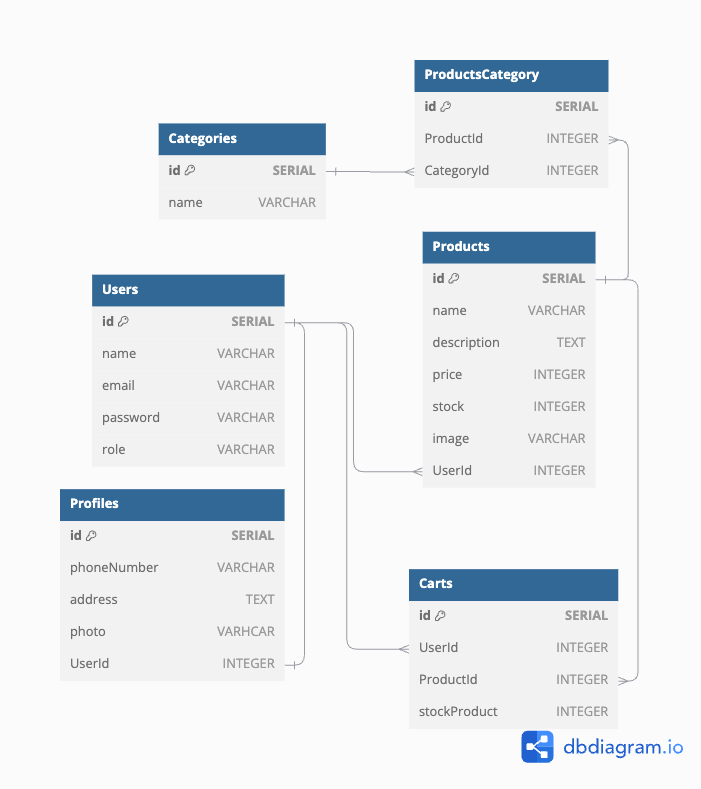 ProductsCategory
id SERIAL
ProductId INTEGER
CategoryId INTEGER
Categories
id SERIAL
name VARCHAR
Products
id SERIAL
name VARCHAR
description TEXT
price INTEGER
stock INTEGER
image VARCHAR
UserId INTEGER
Users
id SERIAL
name VARCHAR
email VARCHAR
password VARCHAR
role VARCHAR
Profiles
id SERIAL
phoneNumber VARCHAR
address TEXT
photo VARHCAR
UserId INTEGER
Carts
id SERIAL
UserId INTEGER
ProductId INTEGER
stockProduct INTEGER
dbdiagram.io